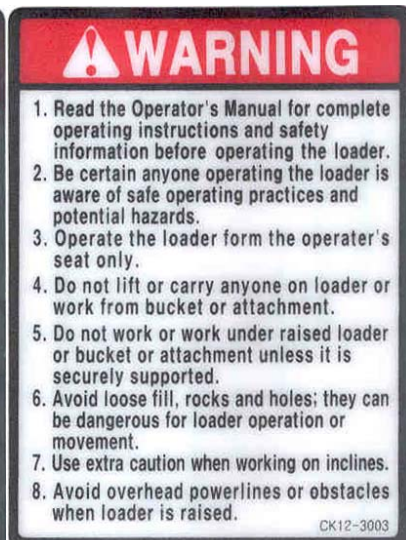 WARNING
1. Read the Operator's Manual for complete
operating instructions and safety
information before operating the loader.
2. Be certain anyone operating the loader is
aware of safe operating practices and
potential hazards.
3. Operate the loader form the operater's
seat only.
4. Do not lift or carry anyone on loader or
work from bucket or attachment.
5. Do not work or work under raised loader
or bucket or attachment unless it is
securely supported.
6. Avoid loose fill, rocks and holes; they can
be dangerous for loader operation or
movement.
7. Use extra caution when working on inclines.
8. Avoid overhead powerlines or obstacles
when loader is raised.
CK12-3003